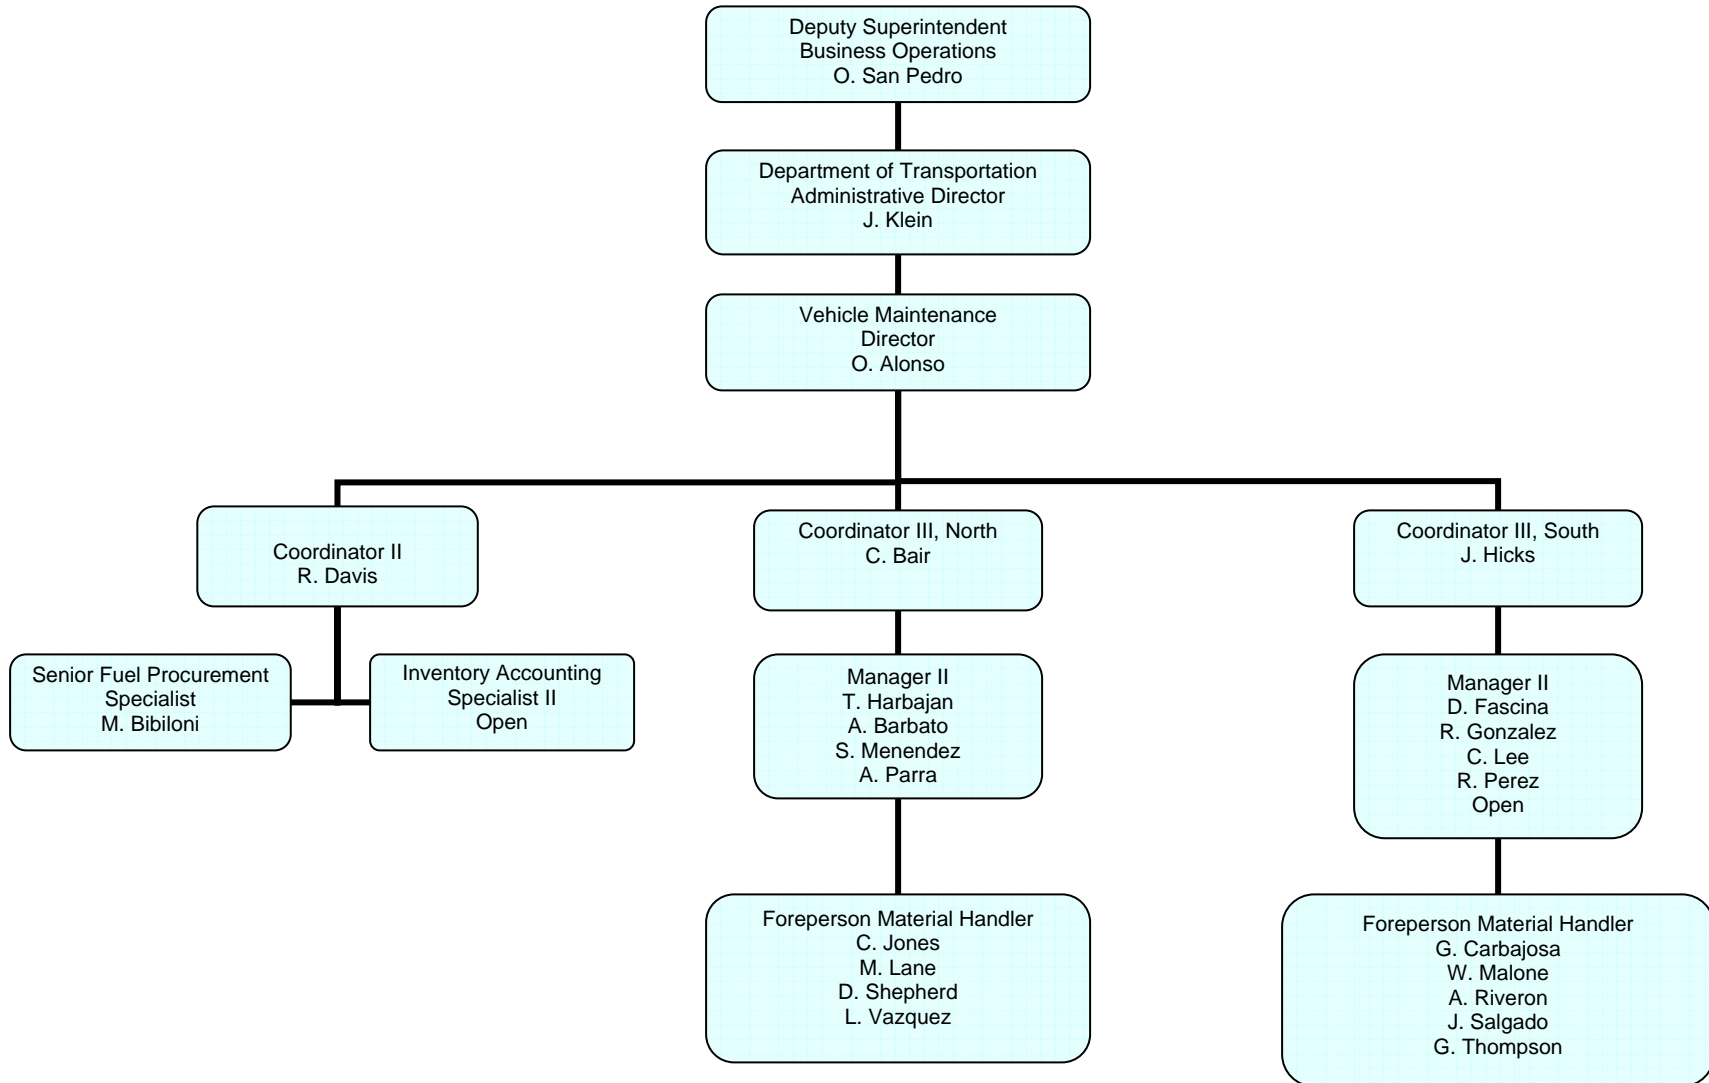 Deputy Superintendent
Business Operations
O. San Pedro
Department of Transportation
Administrative Director
J. Klein
Vehicle Maintenance
Director
O. Alonso
Coordinator II
R. Davis
Coordinator III, North
C. Bair
Coordinator III, South
J. Hicks
Senior Fuel Procurement
Specialist
M. Bibiloni
Inventory Accounting
Specialist II
Open
Manager II
T. Harbajan
A. Barbato
S. Menendez
A. Parra
Manager II
D. Fascina
R. Gonzalez
C. Lee
R. Perez
Open
Foreperson Material Handler
C. Jones
M. Lane
D. Shepherd
L. Vazquez
Foreperson Material Handler
G. Carbajosa
W. Malone
A. Riveron
J. Salgado
G. Thompson